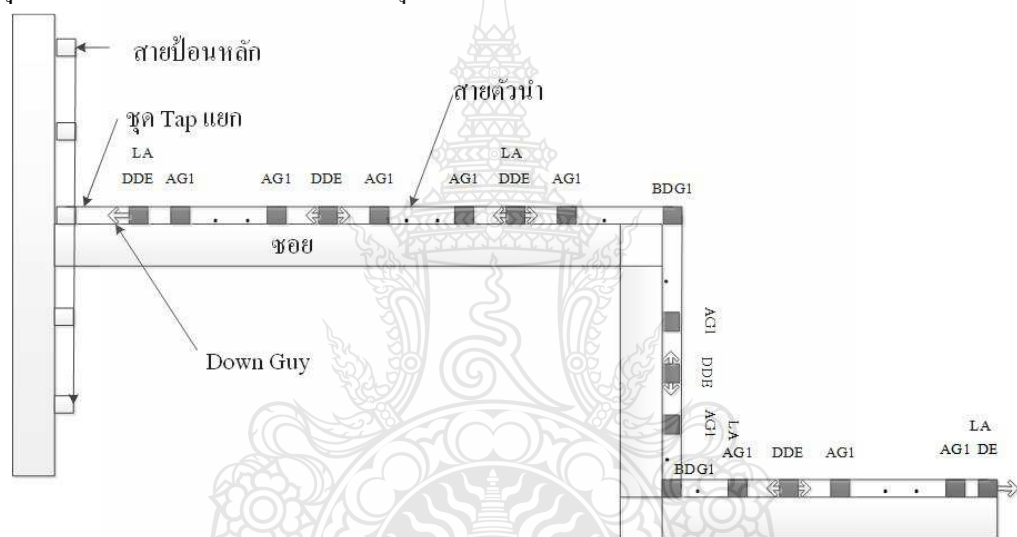 สายป้อนหลัก
สายตัวนำ
ชุด Tap แยก
LA
LA
DDE AG1 AG1 DDE AG1 AG1 DDE AG1
BDG1
ซอย
AG1
DDE
AG1
Down Guy
LA
LA
AG1 DDE AG1 AG1 DE
BDG1